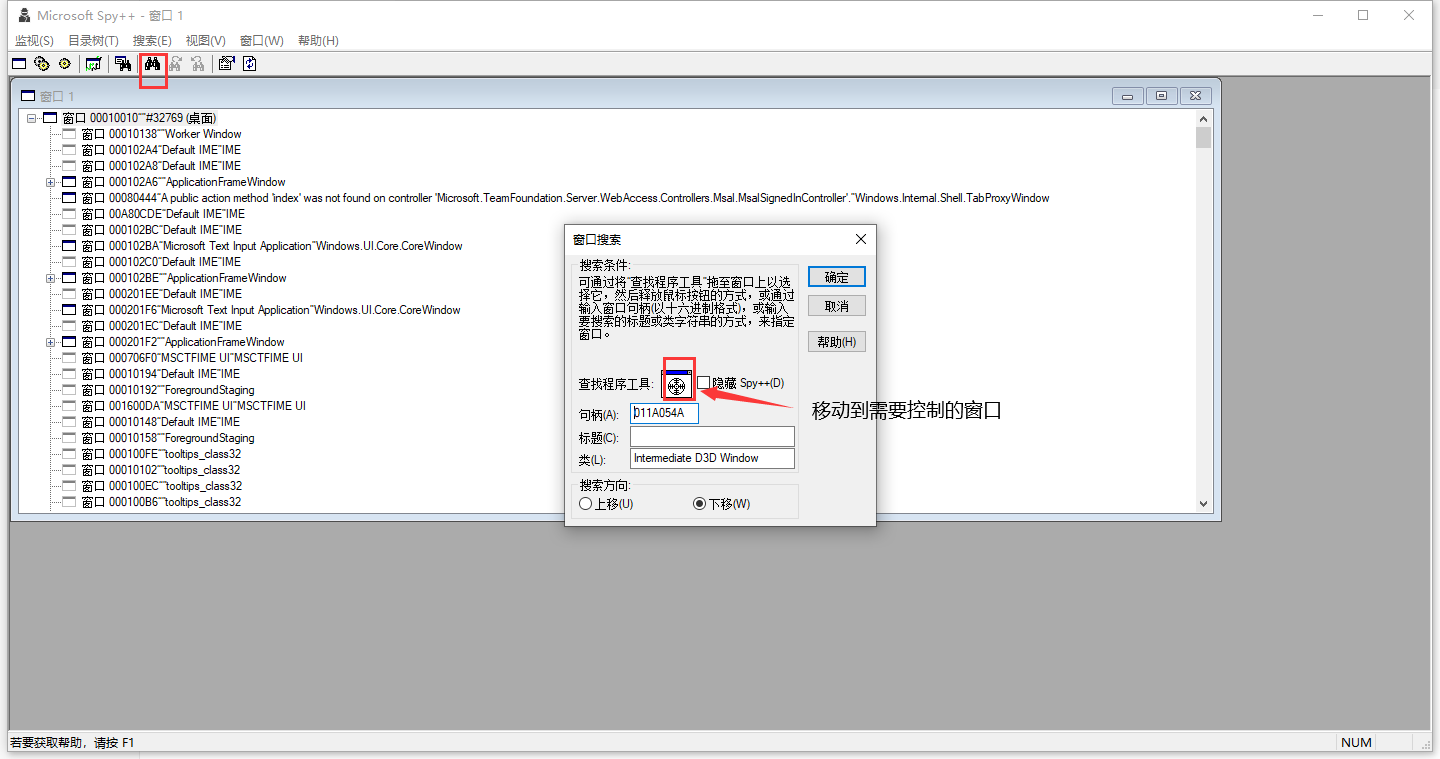 Microsoft Spy++ - 窗口 1
监视(S) 目录树(T) 搜索(E) 视图(V) 窗口(W) 帮助(H)
窗口 1
窗口 00010010""#32769 (桌面)
窗口 00010138""Worker Window
窗口 000102A4"Default IME"IME
窗口 000102A8"Default IME"IME
窗口 000102A6""ApplicationFrameWindow
窗口 00080444"A public action method 'index' was not found on controller 'Microsoft.TeamFoundation.Server.WebAccess.Controllers.Msal.MsalSignedInController'."Windows.Internal.Shell.TabProxyWindow
窗口 00A80CDE"Default IME"IME
窗口 000102BC"Default IME"IME
窗口 000102BA"Microsoft Text Input Application"Windows.UI.Core.CoreWindow
窗口 000102C0"Default IME"IME
窗口 000102BE""ApplicationFrameWindow
窗口 000201EE"Default IME"IME
窗口 000201F6"Microsoft Text Input Application"Windows.UI.Core.CoreWindow
窗口 000201EC"Default IME"IME
窗口 000201F2""ApplicationFrameWindow
窗口 000706F0"MSCTFIME UI"MSCTFIME UI
窗口 00010194"Default IME"IME
窗口 00010192""ForegroundStaging
窗口 001600DA"MSCTFIME UI"MSCTFIME UI
窗口 00010148"Default IME"IME
窗口 00010158""ForegroundStaging
窗口 000100FE""tooltips_class32
窗口 00010102""tooltips_class32
窗口 000100EC""tooltips_class32
窗口 000100B6""tooltips_class32
窗口搜索
搜索条件:
可通过将"查找程序工具"拖至窗口上以选
择它，然后释放鼠标按钮的方式，或通过
输入窗口句柄(以十六进制格式)，或输入
要搜索的标题或类字符串的方式，来指定
窗口。
确定
取消
帮助(H)
查找程序工具: 隐藏 Spy++(D)
句柄(A): 011A054A
标题(C):
类(L): Intermediate D3D Window
搜索方向:
上移(U) 下移(W)
移动到需要控制的窗口
若要获取帮助，请按 F1
NUM